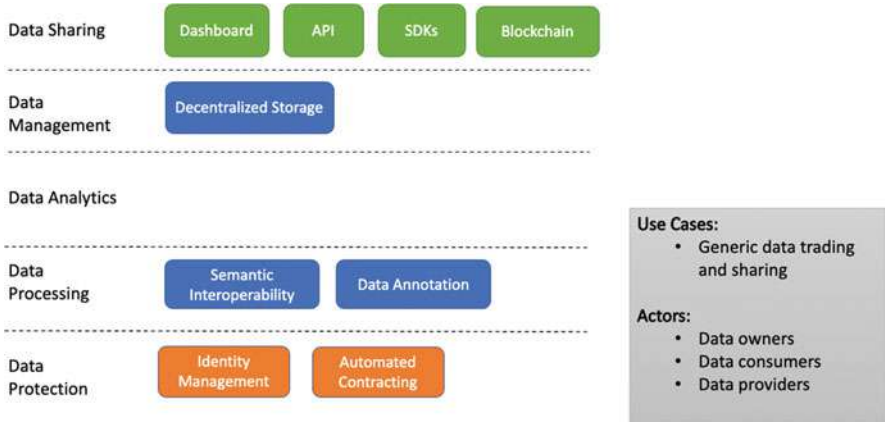 Data Sharing
Dashboard
API
SDKs
Blockchain
Data
Management
Decentralized Storage
Data Analytics
Data
Processing
Semantic
Interoperability
Data Annotation
Data
Protection
Identity
Management
Automated
Contracting
Use Cases:
• Generic data trading
and sharing
Actors:
• Data owners
• Data consumers
• Data providers